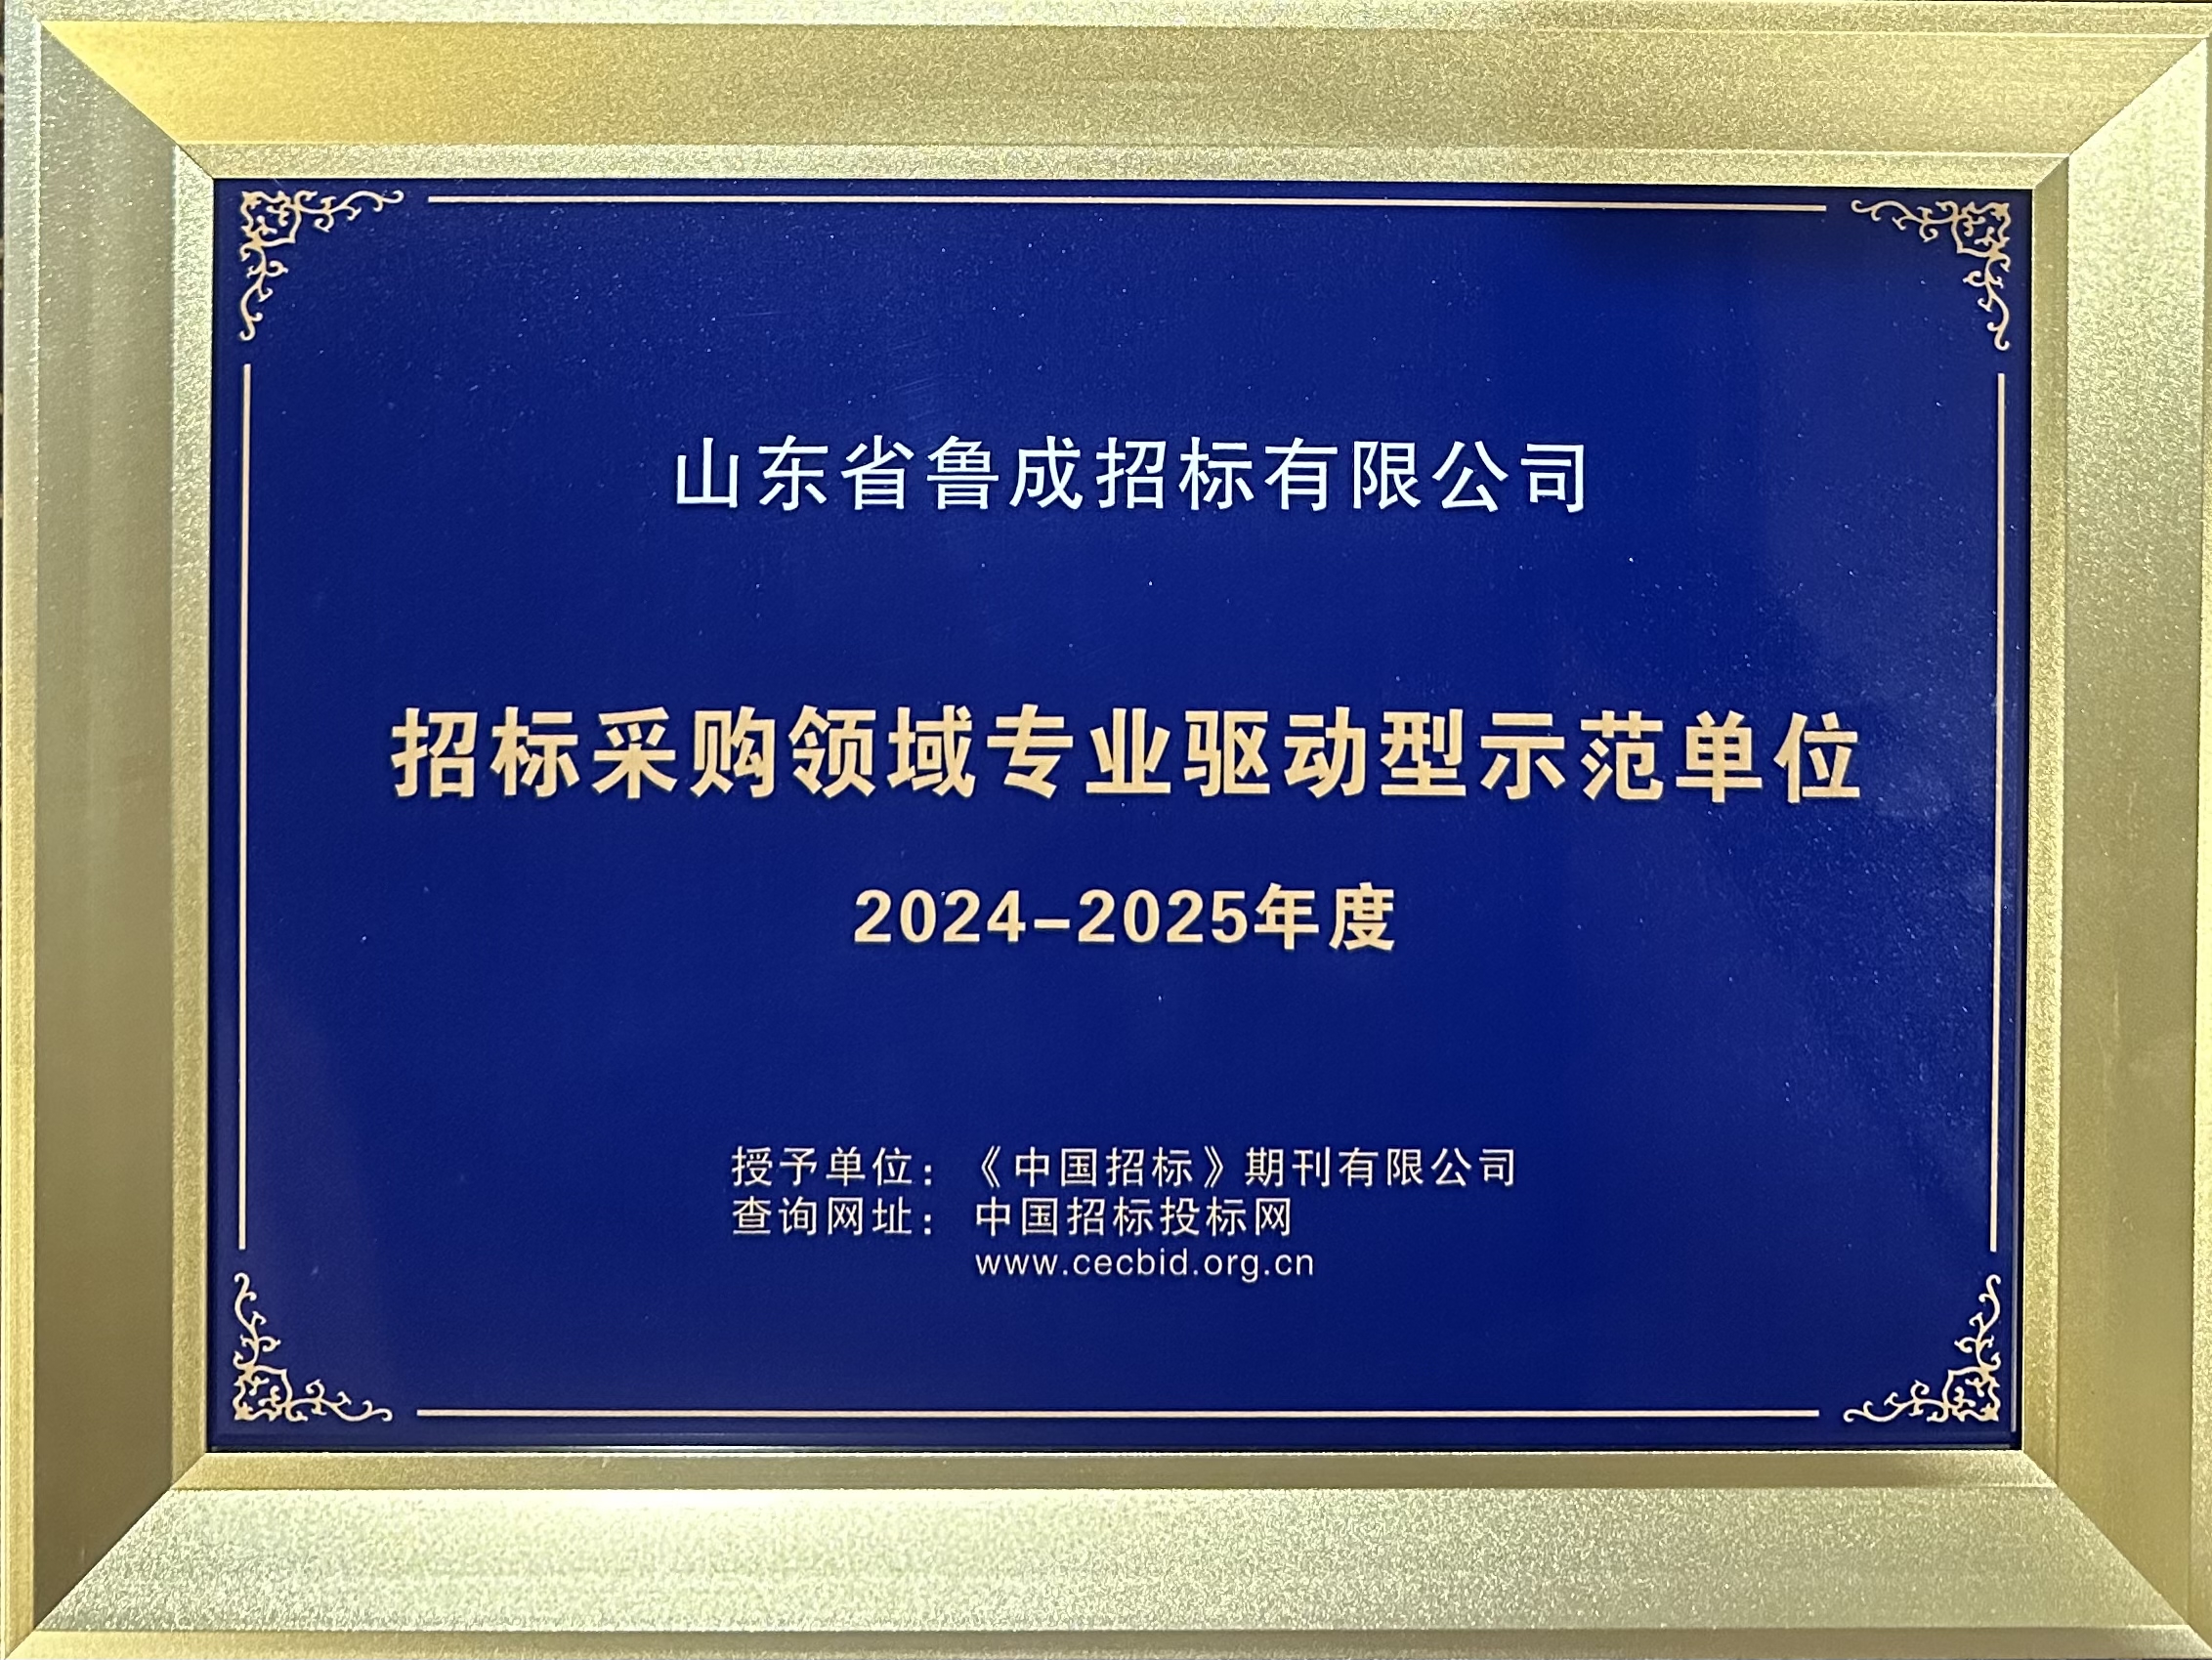 山东省鲁成招标有限公司
招标采购领域专业驱动型示范单位
2024-2025年度
授予单位：《中国招标》期刊有限公司
查询网址：中国招标投标网
www.cecbid.org.cn